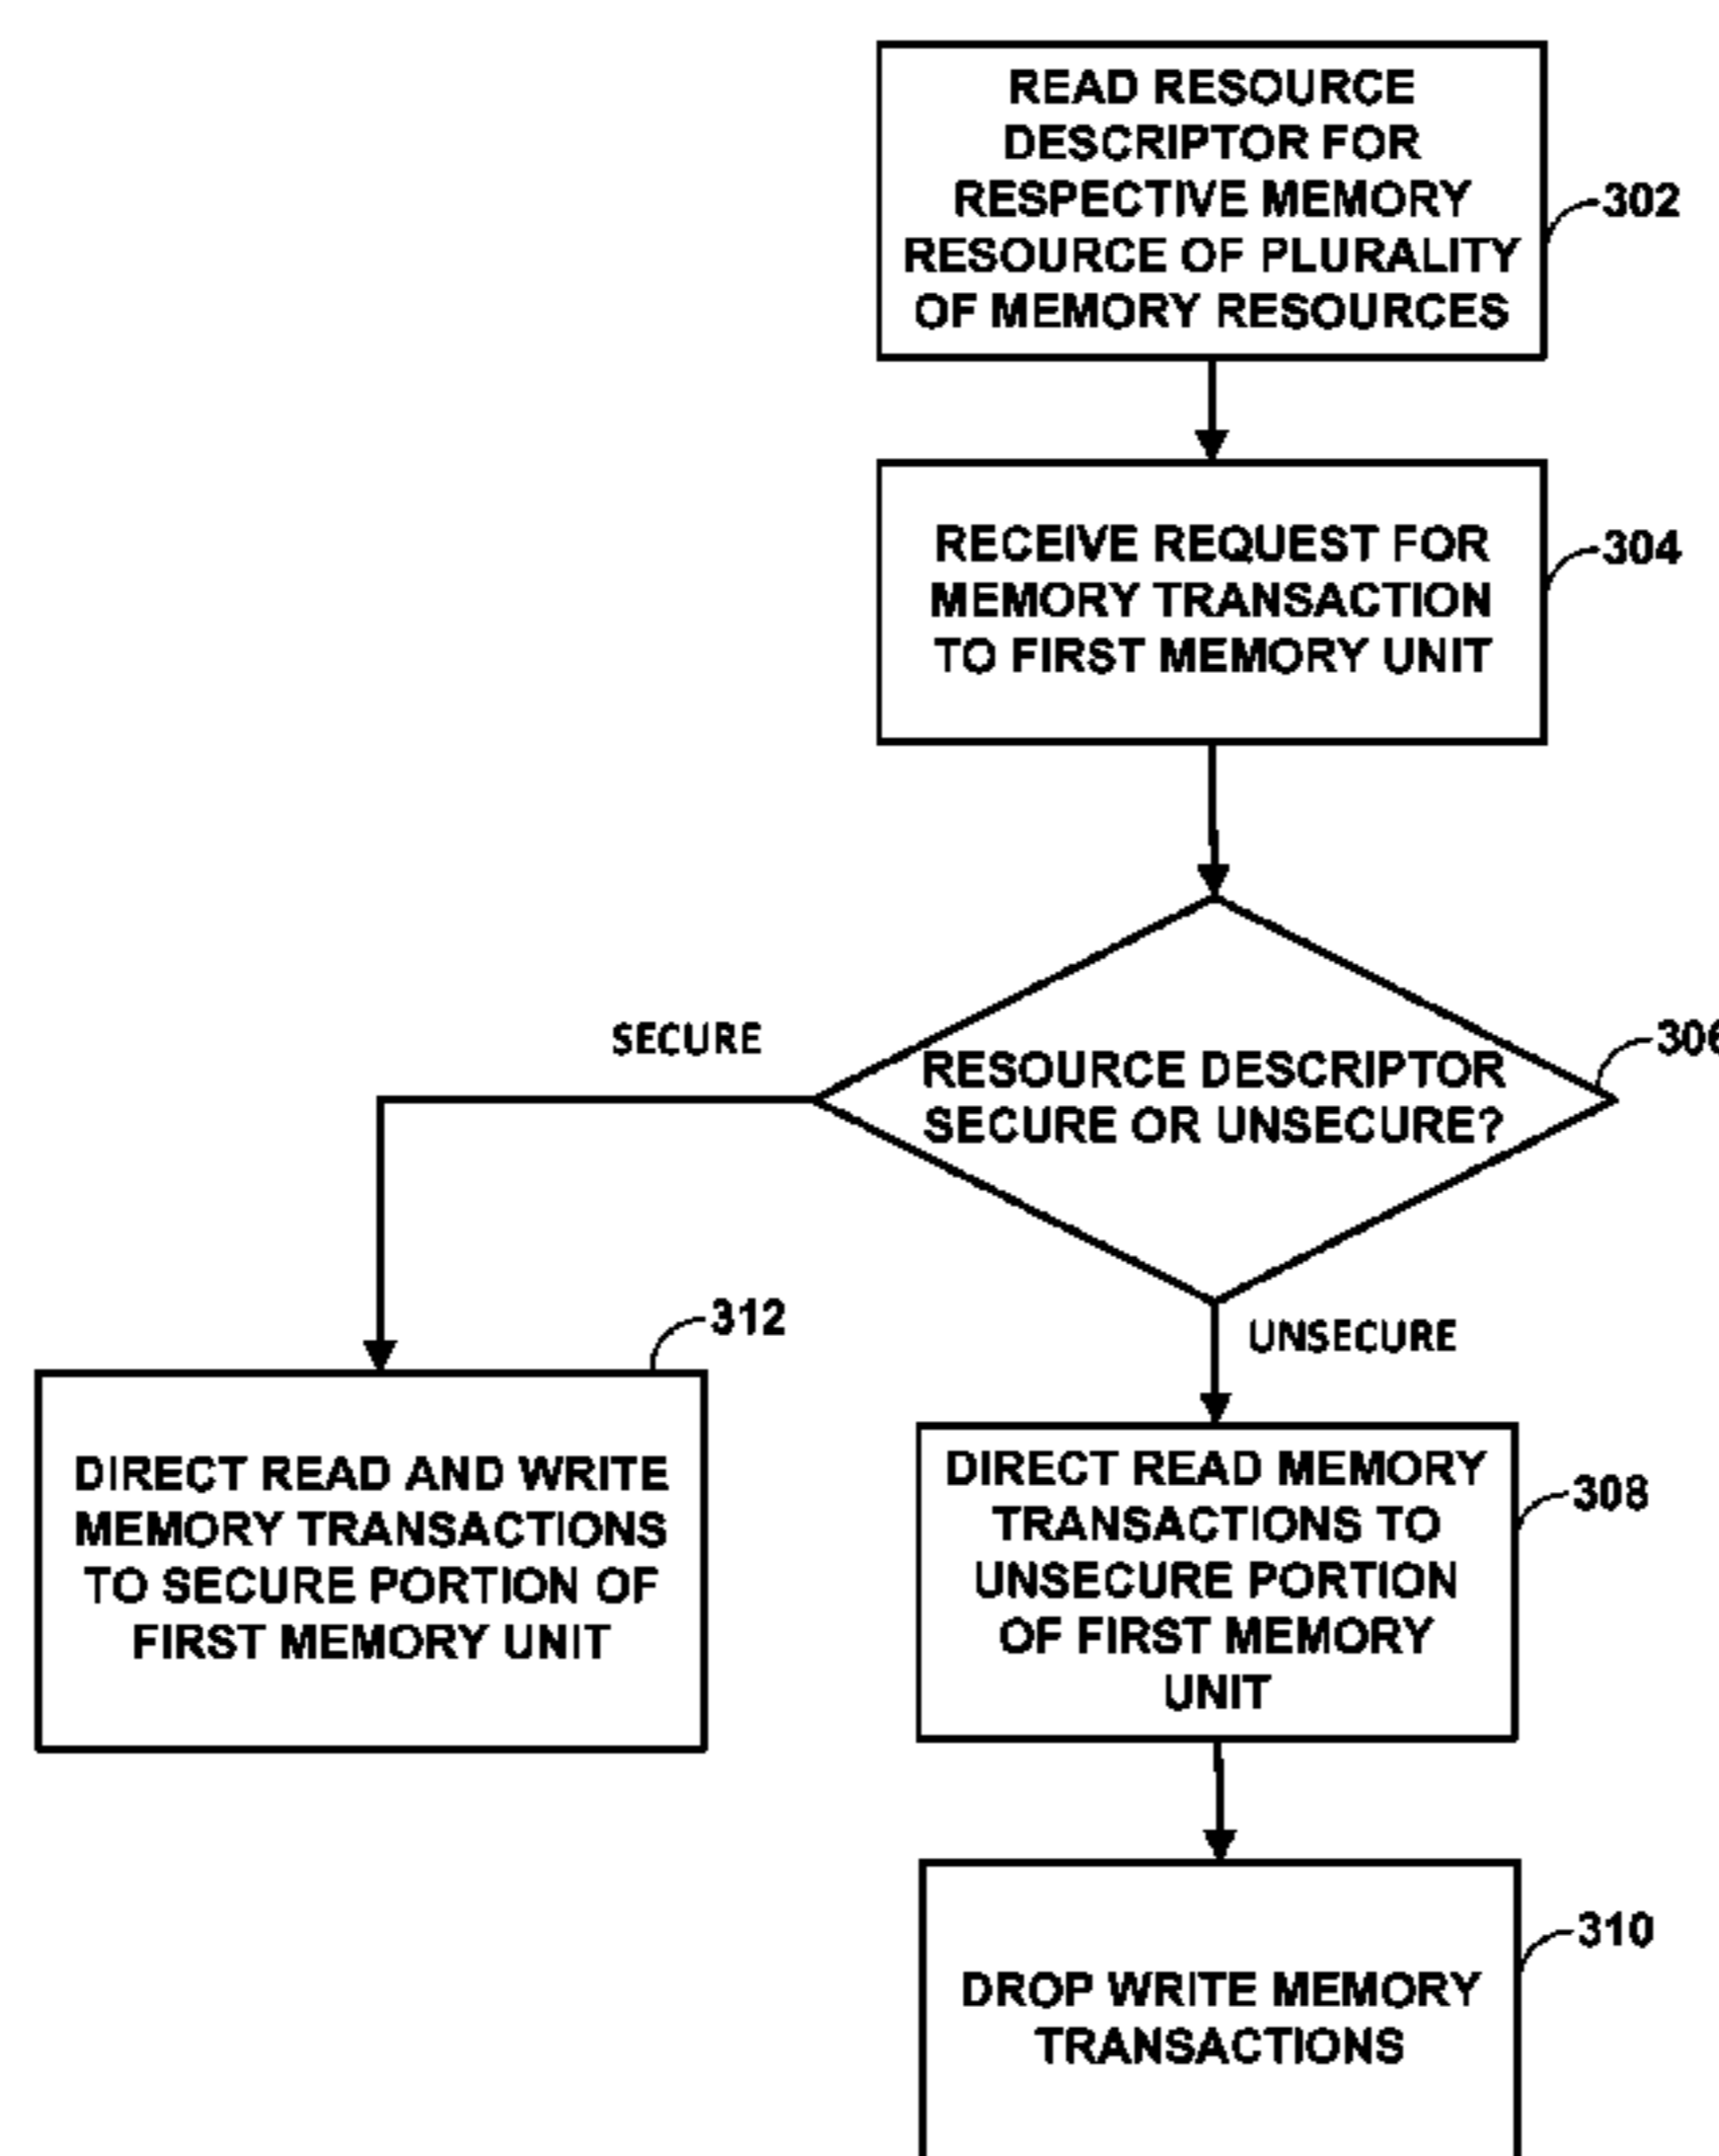 READ RESOURCE
DESCRIPTOR FOR
RESPECTIVE MEMORY
RESOURCE OF PLURALITY
OF MEMORY RESOURCES
302
RECEIVE REQUEST FOR
MEMORY TRANSACTION
TO FIRST MEMORY UNIT
304
SECURE
RESOURCE DESCRIPTOR
SECURE OR UNSECURE?
306
UNSECURE
312
DIRECT READ AND WRITE
MEMORY TRANSACTIONS
TO SECURE PORTION OF
FIRST MEMORY UNIT
DIRECT READ MEMORY
TRANSACTIONS TO
UNSECURE PORTION
OF FIRST MEMORY
UNIT
308
DROP WRITE MEMORY
TRANSACTIONS
310